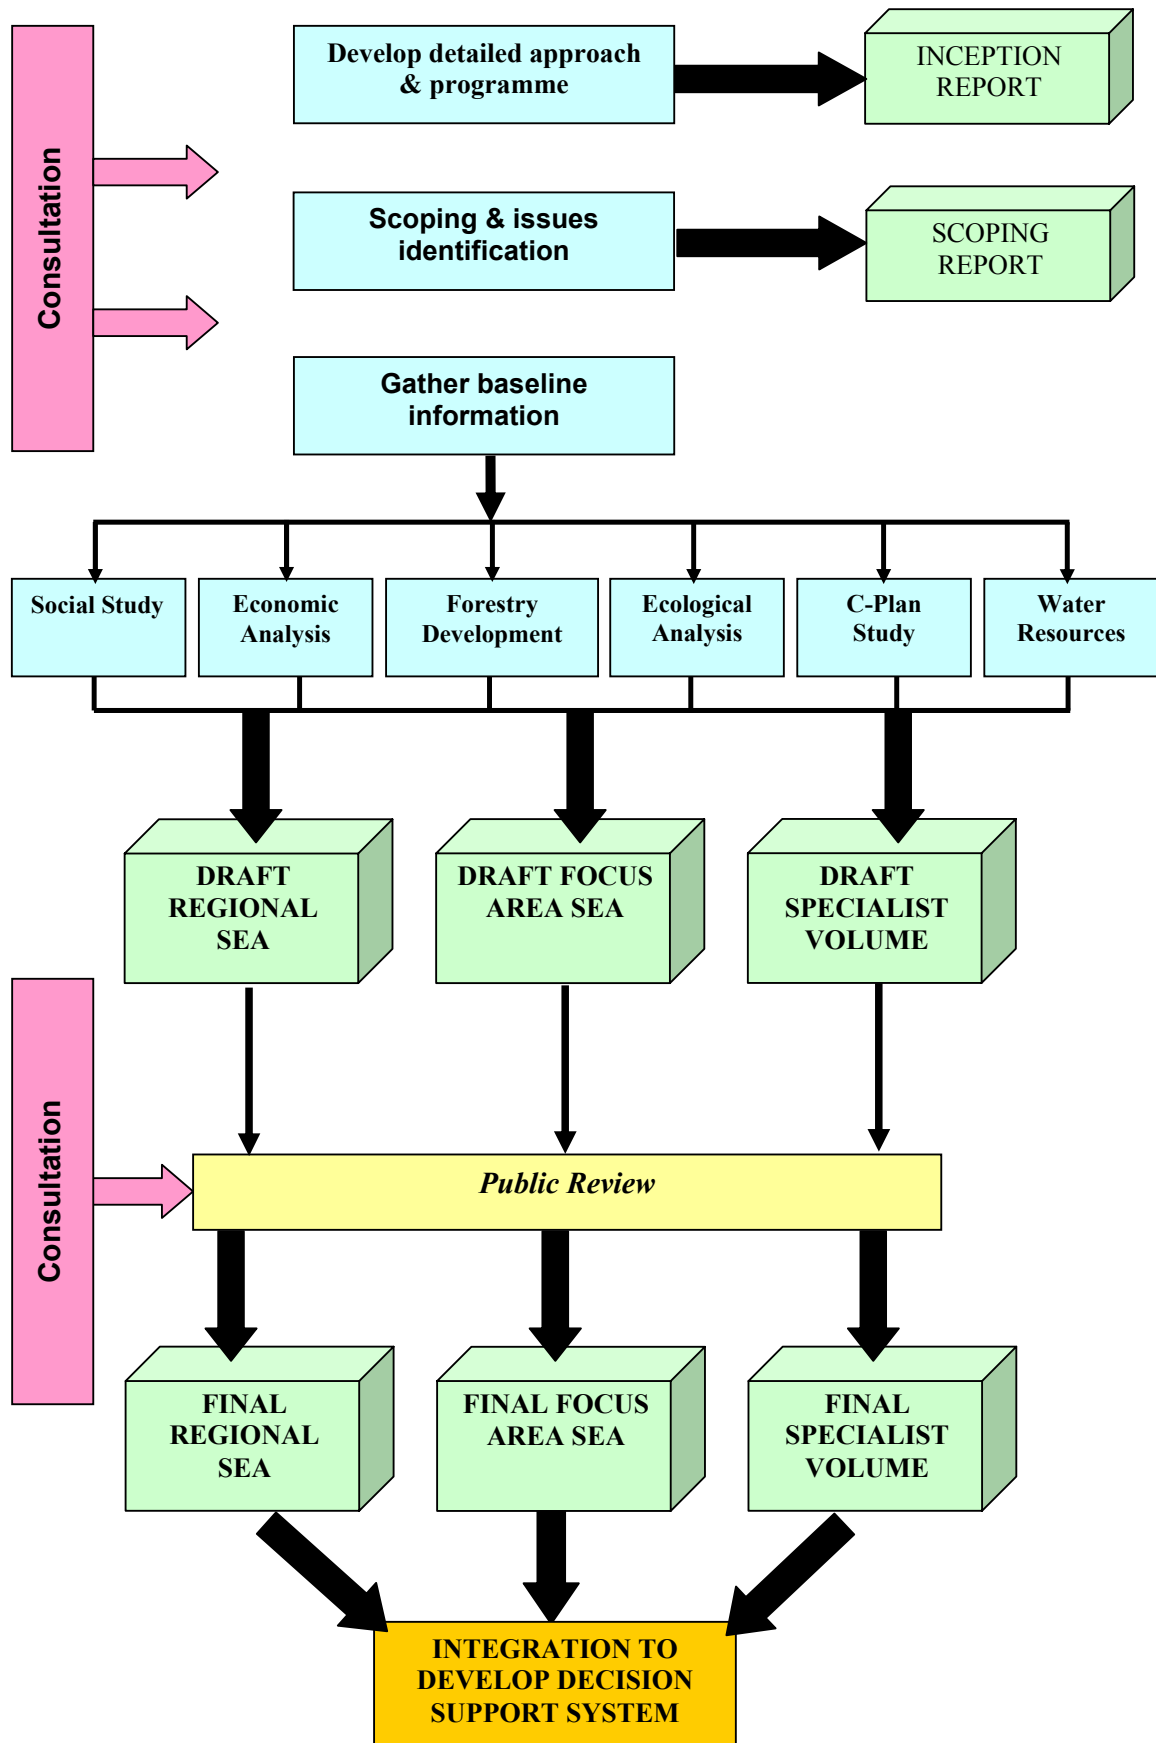 Consultation
Develop detailed approach
& programme
INCEPTION
REPORT
Scoping & issues
identification
SCOPING
REPORT
Gather baseline
information
Social Study
Economic
Analysis
Forestry
Development
Ecological
Analysis
C-Plan
Study
Water
Resources
DRAFT
REGIONAL
SEA
DRAFT FOCUS
AREA SEA
DRAFT
SPECIALIST
VOLUME
Consultation
Public Review
FINAL
REGIONAL
SEA
FINAL FOCUS
AREA SEA
FINAL
SPECIALIST
VOLUME
INTEGRATION TO
DEVELOP DECISION
SUPPORT SYSTEM